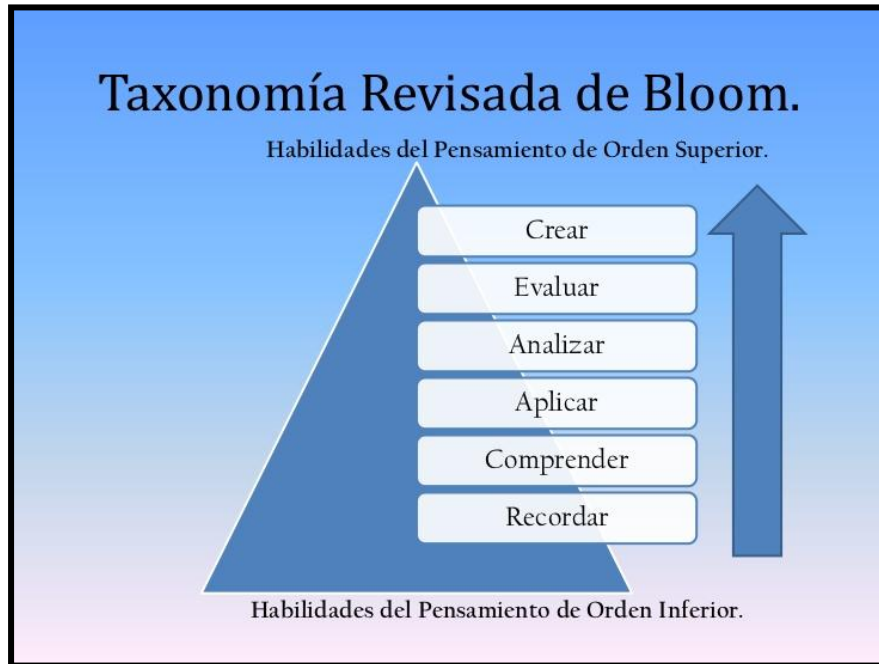 Taxonomía Revisada de Bloom.
Habilidades del Pensamiento de Orden Superior.
Crear
Evaluar
Analizar
Aplicar
Comprender
Recordar
Habilidades del Pensamiento de Orden Inferior.